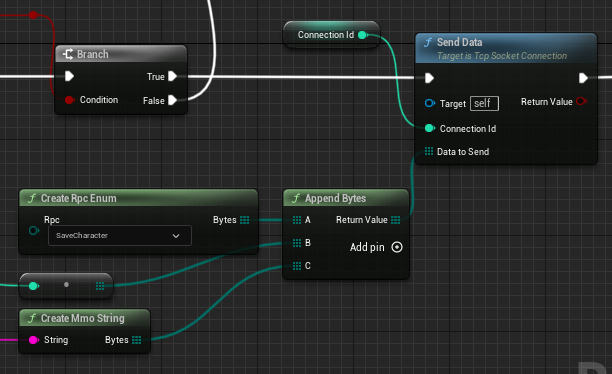 Connection Id
Send Data
Target is Tcp Socket Connection
Branch
True
Condition
False
Target
self
Return Value
Connection Id
Data to Send
Create Rpc Enum
Rpc
Bytes
SaveCharacter
Append Bytes
A
Return Value
B
Add pin
C
Create Mmo String
String
Bytes